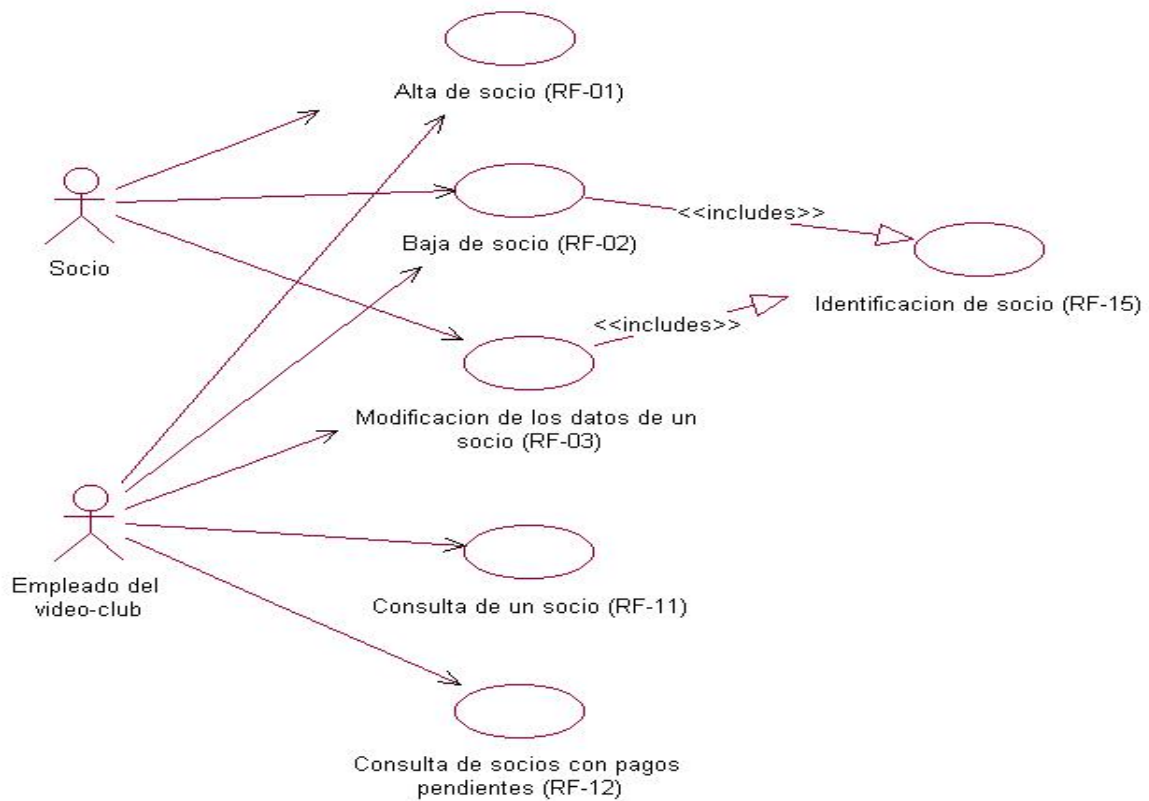 Alta de socio (RF-01)
Baja de socio (RF-02)
<<includes>>
Socio
Identificacion de socio (RF-15)
<<includes>>
Modificacion de los datos de un
socio (RF-03)
Empleado del
video-club
Consulta de un socio (RF-11)
Consulta de socios con pagos
pendientes (RF-12)